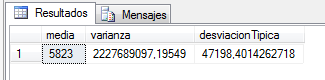 Resultados Mensajes
media varianza desviacionTipica
1 5823 2227689097,19549 47198,4014262718